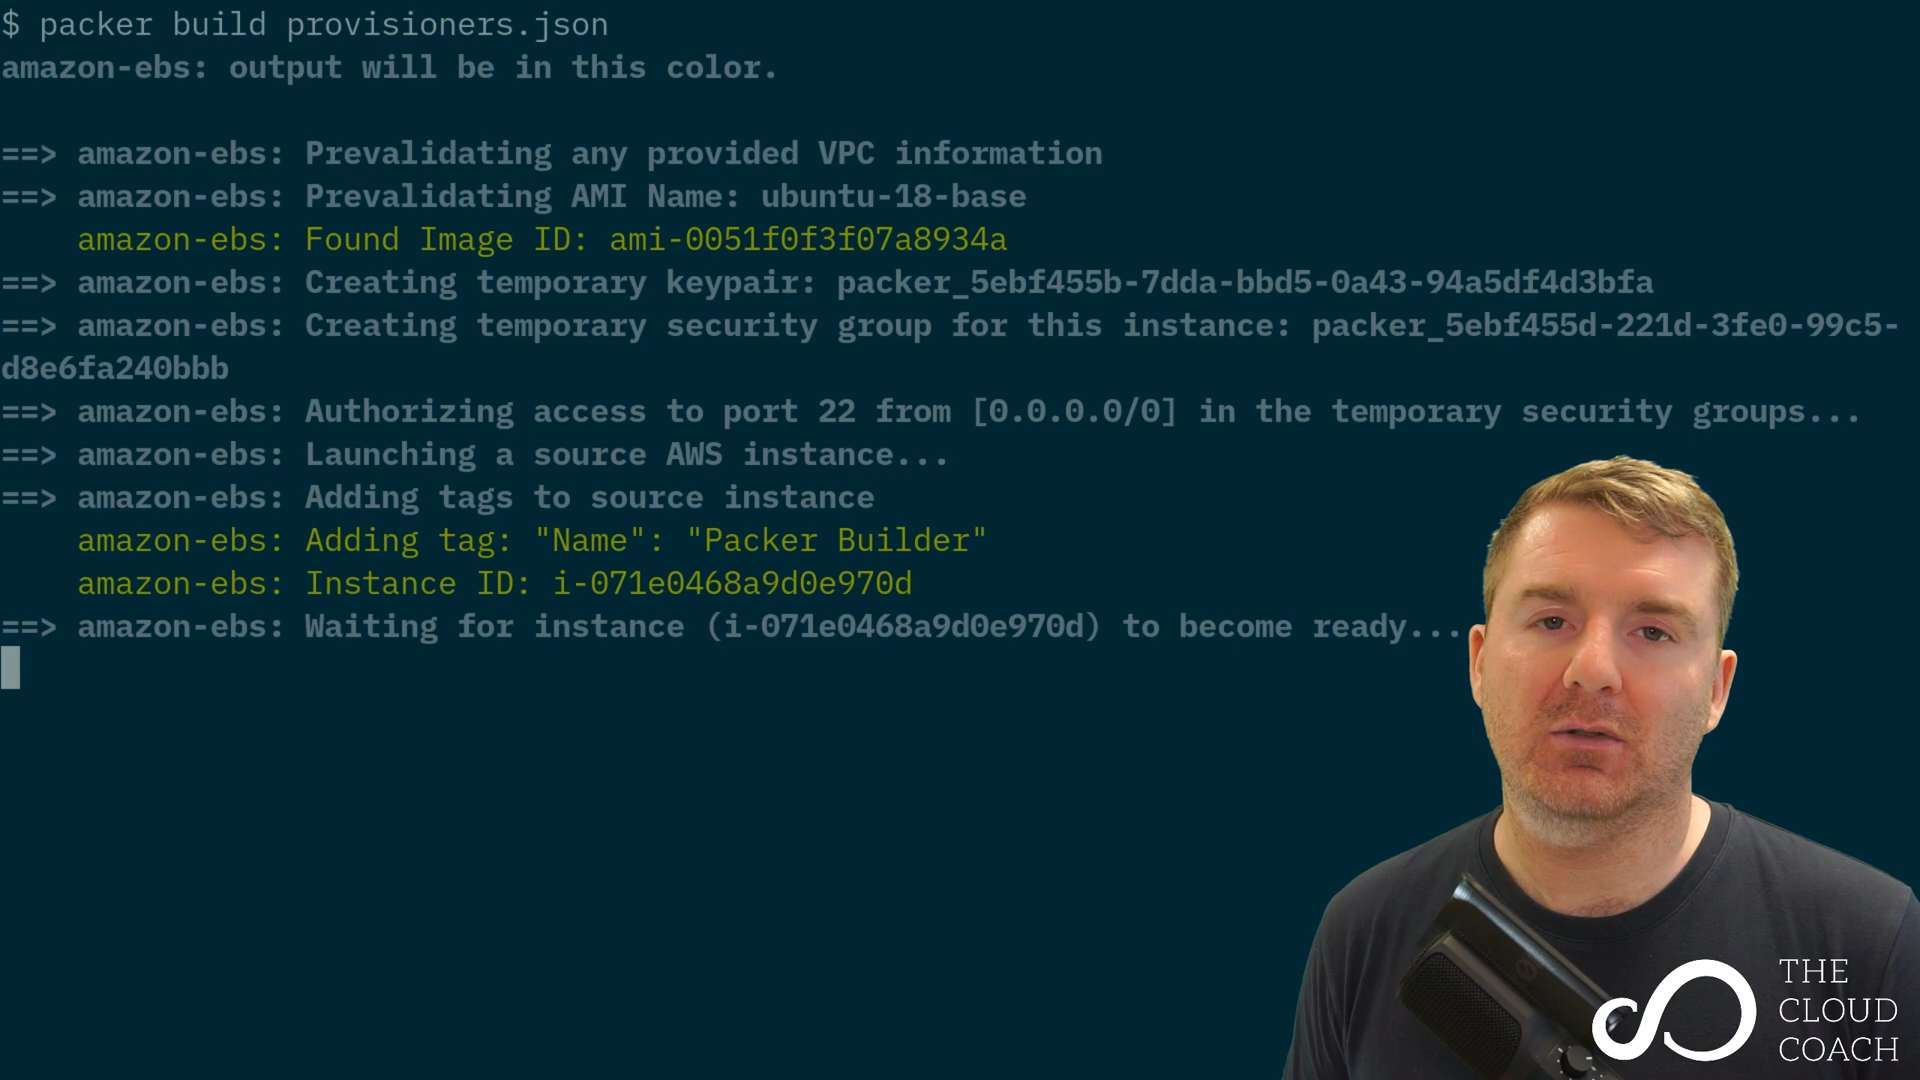 $ packer build provisioners.json
amazon-ebs: output will be in this color.
==> amazon-ebs: Prevalidating any provided VPC information
==> amazon-ebs: Prevalidating AMI Name: ubuntu-18-base
amazon-ebs: Found Image ID: ami-0051f0f3f07a8934a
==> amazon-ebs: Creating temporary keypair: packer_5ebf455b-7dda-bbd5-0a43-94a5df4d3bfa
==> amazon-ebs: Creating temporary security group for this instance: packer_5ebf455d-221d-3fe0-99c5-
d8e6fa240bbb
==> amazon-ebs: Authorizing access to port 22 from [0.0.0.0/0] in the temporary security groups...
==> amazon-ebs: Launching a source AWS instance...
==> amazon-ebs: Adding tags to source instance
amazon-ebs: Adding tag: "Name": "Packer Builder"
amazon-ebs: Instance ID: i-071e0468a9d0e970d
==> amazon-ebs: Waiting for instance (i-071e0468a9d0e970d) to become ready...
THE
CLOUD
COACH